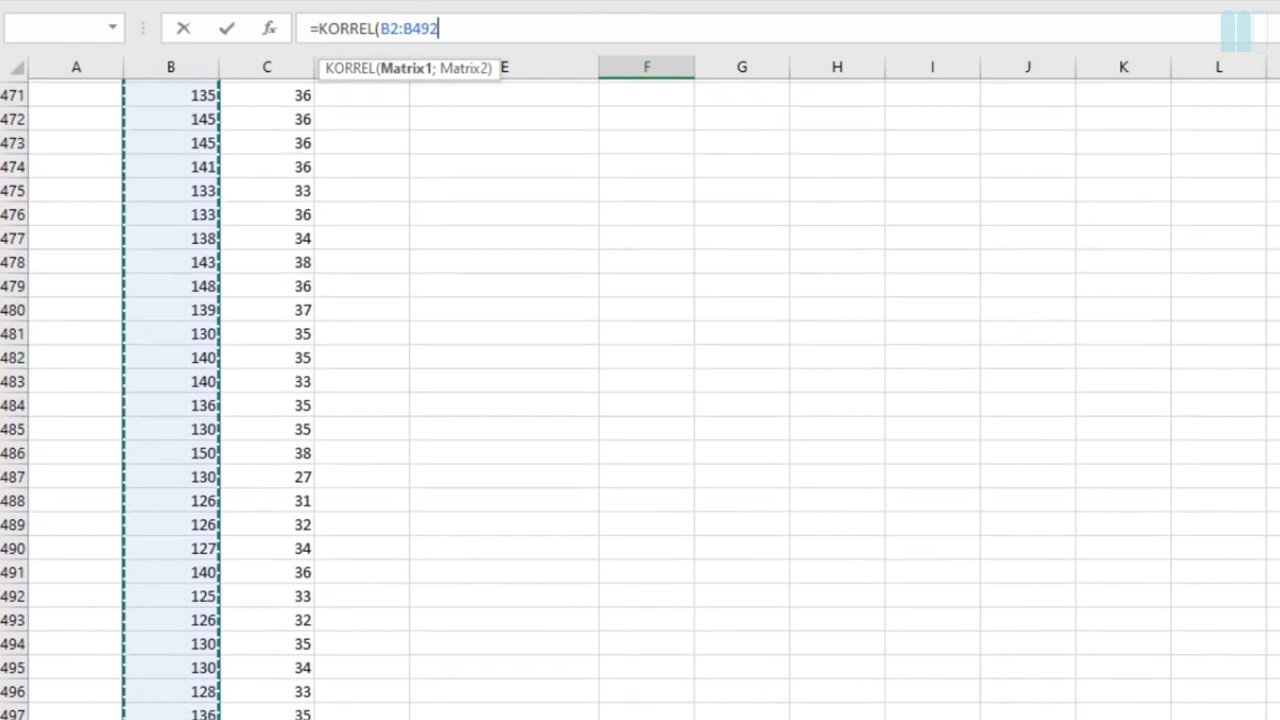 =KORREL(B2:B492
KORREL(Matrix1; Matrix2)
A B C E F G H I J K L
471 135 36
472 145 36
473 145 36
474 141 36
475 133 33
476 133 36
477 138 34
478 143 38
479 148 36
480 139 37
481 130 35
482 140 35
483 140 33
484 136 35
485 130 35
486 150 38
487 130 27
488 126 31
489 126 32
490 127 34
491 140 36
492 125 33
493 126 32
494 130 35
495 130 34
496 128 33
497 136 35